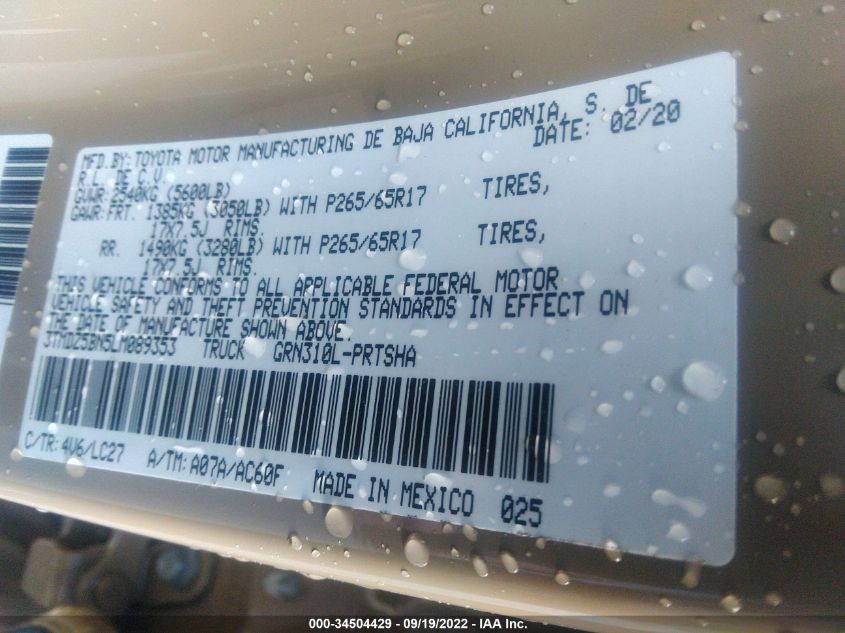 MFD.BY:TOYOTA MOTOR MANUFACTURING DE BAJA CALIFORNIA, S. DE
R.L. DE C.V. DATE: 02/20
GVWR:2540KG (5600LB)
GAWR:FRT. 1385KG (3050LB) WITH P265/65R17 TIRES,
17X7.5J RIMS.
RR. 1490KG (3280LB) WITH P265/65R17 TIRES,
17X7.5J RIMS.
THIS VEHICLE CONFORMS TO ALL APPLICABLE FEDERAL MOTOR
VEHICLE SAFETY AND THEFT PREVENTION STANDARDS IN EFFECT ON
THE DATE OF MANUFACTURE SHOWN ABOVE.
3TMDZ5BN5LM089353 TRUCK GRN310L-PRTSHA
C/TR:4V6/LC27 A/TM:A07A/AC60F MADE IN MEXICO 025
000-34504429 - 09/19/2022 - IAA Inc.